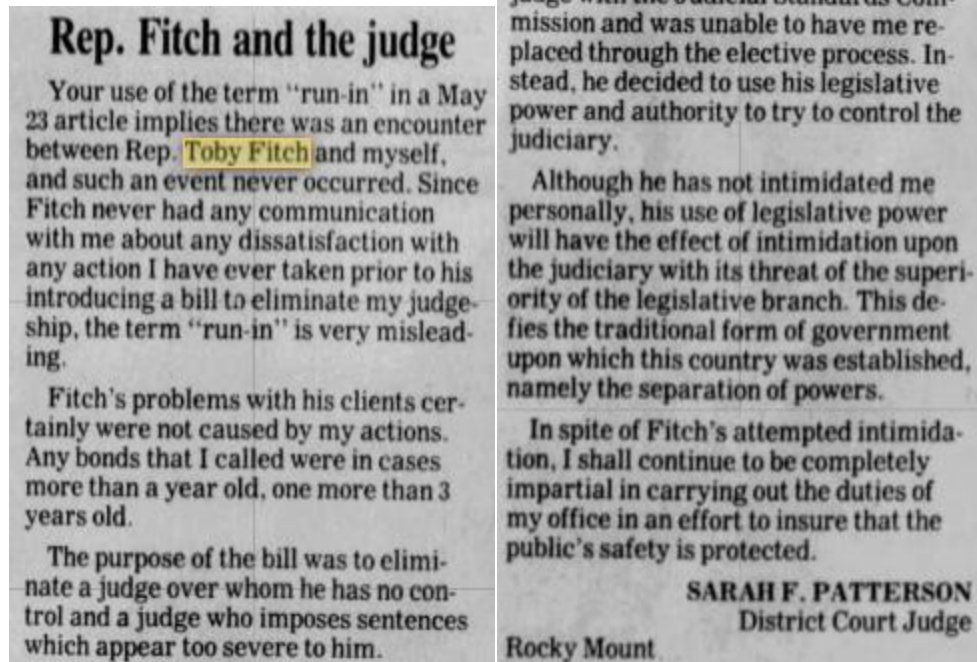 Rep. Fitch and the judge
Your use of the term "run-in" in a May
23 article implies there was an encounter
between Rep. Toby Fitch and myself,
and such an event never occurred. Since
Fitch never had any communication
with me about any dissatisfaction with
any action I have ever taken prior to his
introducing a bill to eliminate my judge-
ship, the term "run-in" is very mislead-
ing.
Fitch's problems with his clients cer-
tainly were not caused by my actions.
Any bonds that I called were in cases
more than a year old, one more than 3
years old.
The purpose of the bill was to elimi-
nate a judge over whom he has no con-
trol and a judge who imposes sentences
which appear too severe to him.
judge with the Judicial Standards Com-
mission and was unable to have me re-
placed through the elective process. In-
stead, he decided to use his legislative
power and authority to try to control the
judiciary.
Although he has not intimidated me
personally, his use of legislative power
will have the effect of intimidation upon
the judiciary with its threat of the superi-
ority of the legislative branch. This de-
fies the traditional form of government
upon which this country was established,
namely the separation of powers.
In spite of Fitch's attempted intimida-
tion, I shall continue to be completely
impartial in carrying out the duties of
my office in an effort to insure that the
public's safety is protected.
SARAH F. PATTERSON
District Court Judge
Rocky Mount